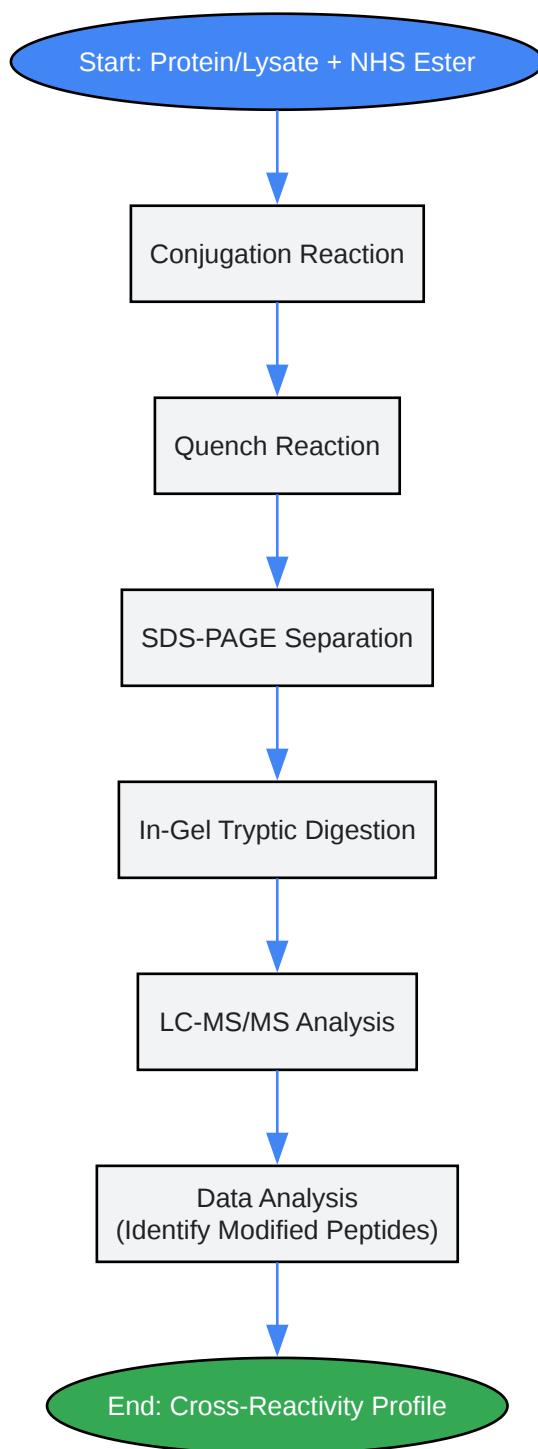 Start: Protein/Lysate + NHS Ester
Conjugation Reaction
Quench Reaction
SDS-PAGE Separation
In-Gel Tryptic Digestion
LC-MS/MS Analysis
Data Analysis
(Identify Modified Peptides)
End: Cross-Reactivity Profile